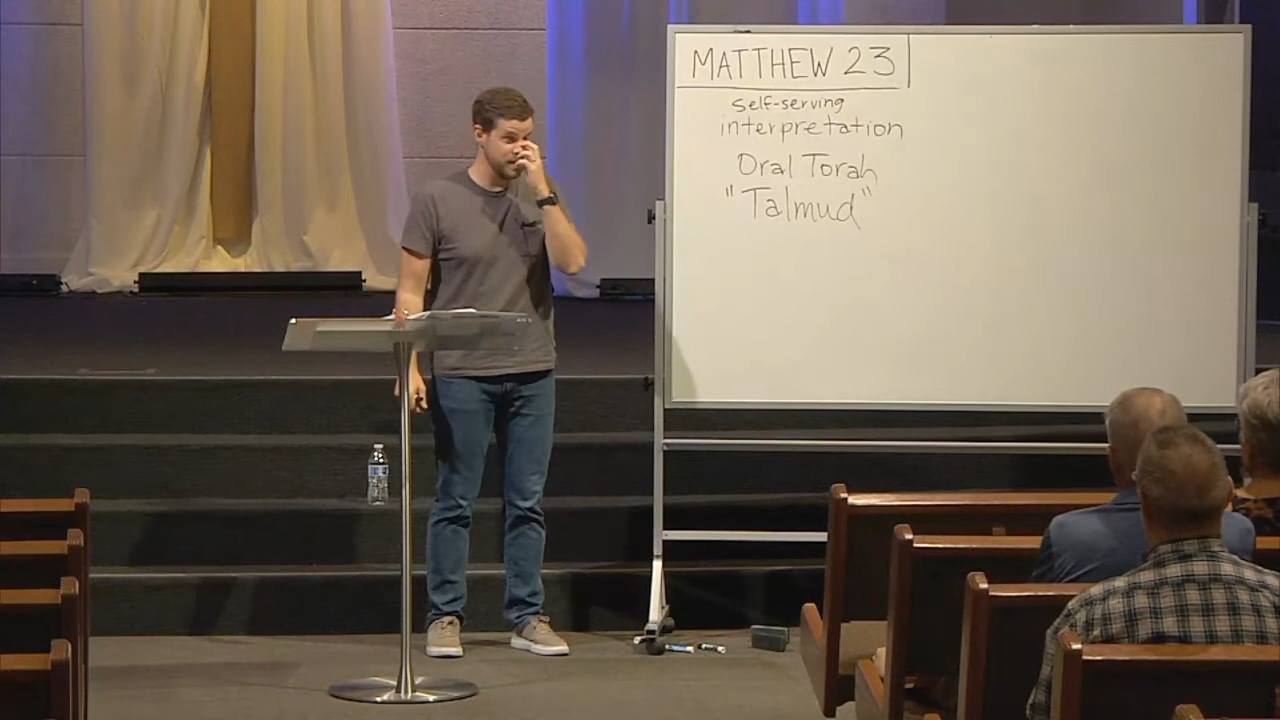 MATTHEW 23
self-serving
interpretation
Oral Torah
"Talmud"